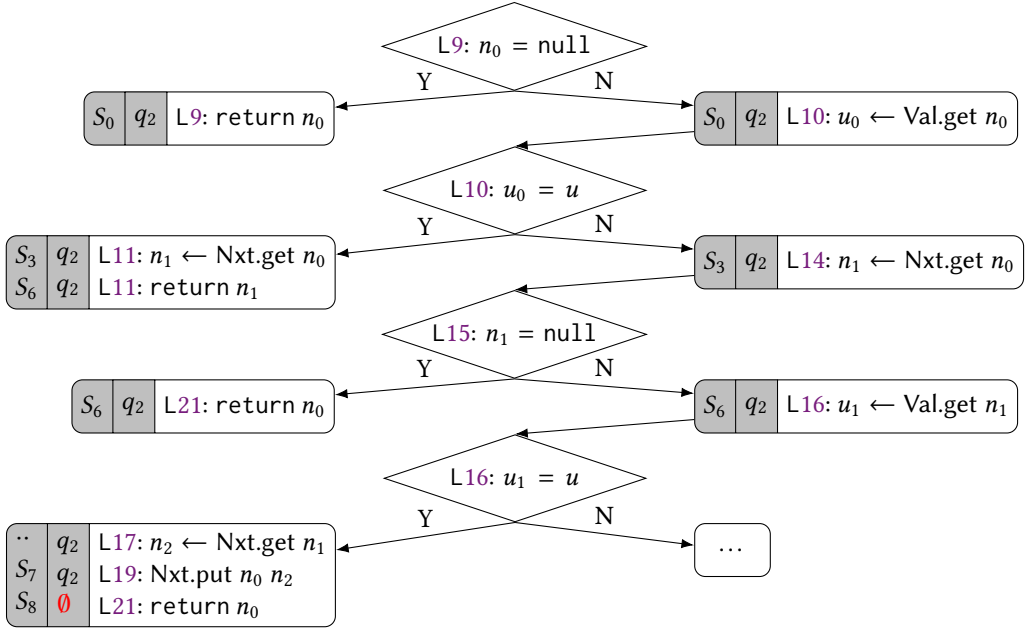 L9: n₀ = null
Y N
S₀ q₂ L9: return n₀
S₀ q₂ L10: u₀ ← Val.get n₀
L10: u₀ = u
Y N
S₃ q₂ L11: n₁ ← Nxt.get n₀
S₆ q₂ L11: return n₁
S₃ q₂ L14: n₁ ← Nxt.get n₀
L15: n₁ = null
Y N
S₆ q₂ L21: return n₀
S₆ q₂ L16: u₁ ← Val.get n₁
L16: u₁ = u
Y N
·· q₂ L17: n₂ ← Nxt.get n₁
S₇ q₂ L19: Nxt.put n₀ n₂
S₈ ∅ L21: return n₀
⋯